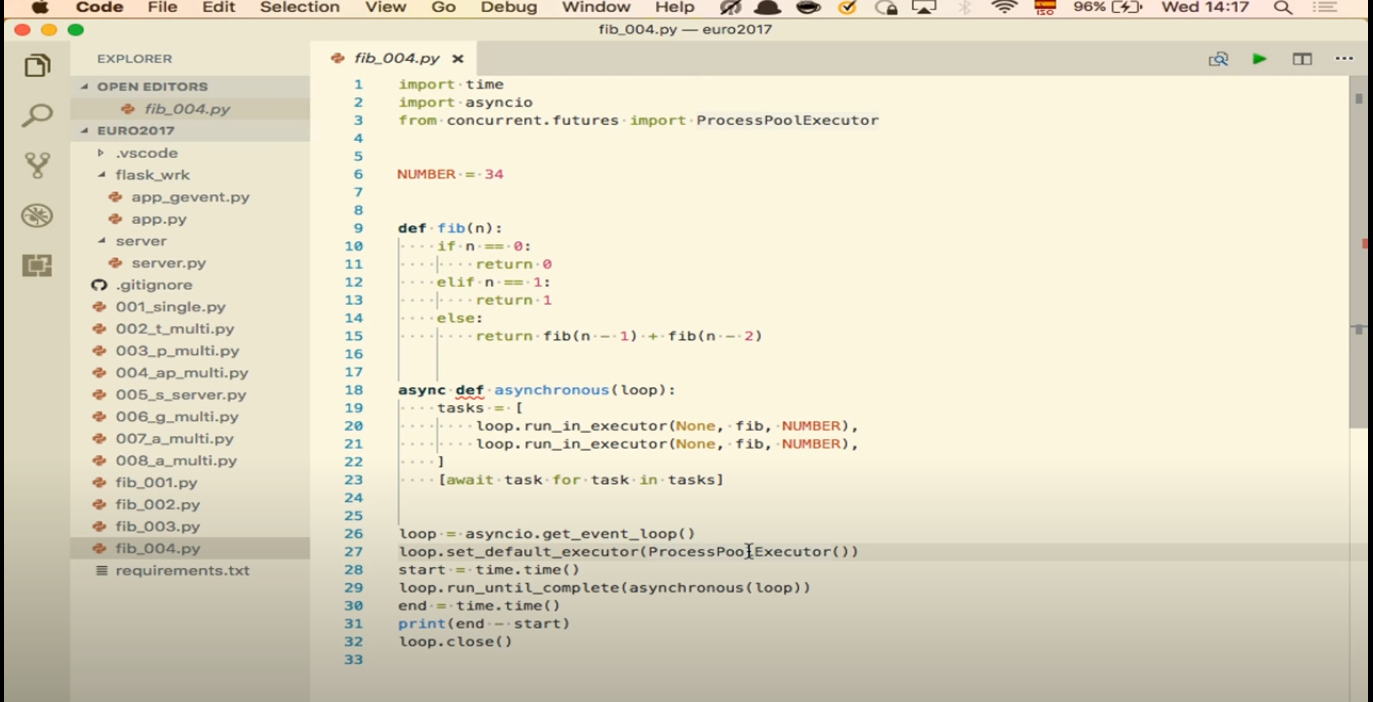 Code File Edit Selection View Go Debug Window Help ISO 96% Wed 14:17
fib_004.py — euro2017
EXPLORER
OPEN EDITORS
fib_004.py
EURO2017
.vscode
flask_wrk
app_gevent.py
app.py
server
server.py
.gitignore
001_single.py
002_t_multi.py
003_p_multi.py
004_ap_multi.py
005_s_server.py
006_g_multi.py
007_a_multi.py
008_a_multi.py
fib_001.py
fib_002.py
fib_003.py
fib_004.py
requirements.txt
fib_004.py
1 import time
2 import asyncio
3 from concurrent.futures import ProcessPoolExecutor
4
5
6 NUMBER = 34
7
8
9 def fib(n):
10     if n == 0:
11         return 0
12     elif n == 1:
13         return 1
14     else:
15         return fib(n - 1) + fib(n - 2)
16
17
18 async def asynchronous(loop):
19     tasks = [
20         loop.run_in_executor(None, fib, NUMBER),
21         loop.run_in_executor(None, fib, NUMBER),
22     ]
23     [await task for task in tasks]
24
25
26 loop = asyncio.get_event_loop()
27 loop.set_default_executor(ProcessPoolExecutor())
28 start = time.time()
29 loop.run_until_complete(asynchronous(loop))
30 end = time.time()
31 print(end - start)
32 loop.close()
33